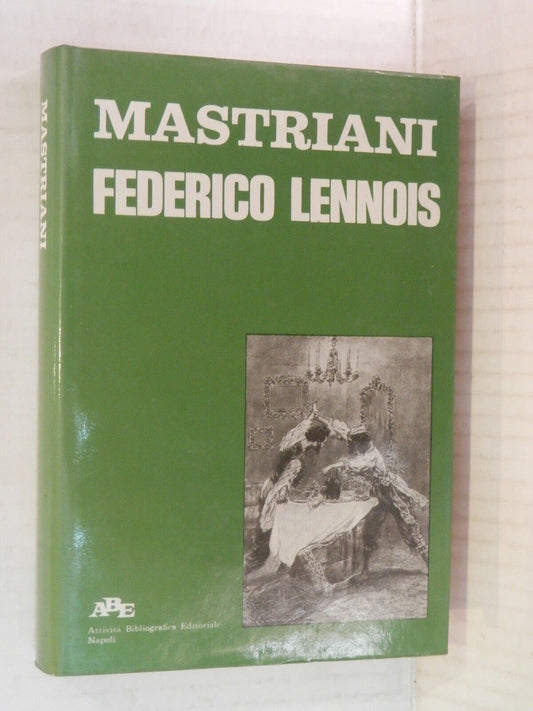 MASTRIANI
MASTRIANI
FEDERICO LENNOIS
ABE
Attività Bibliografica Editoriale
Napoli